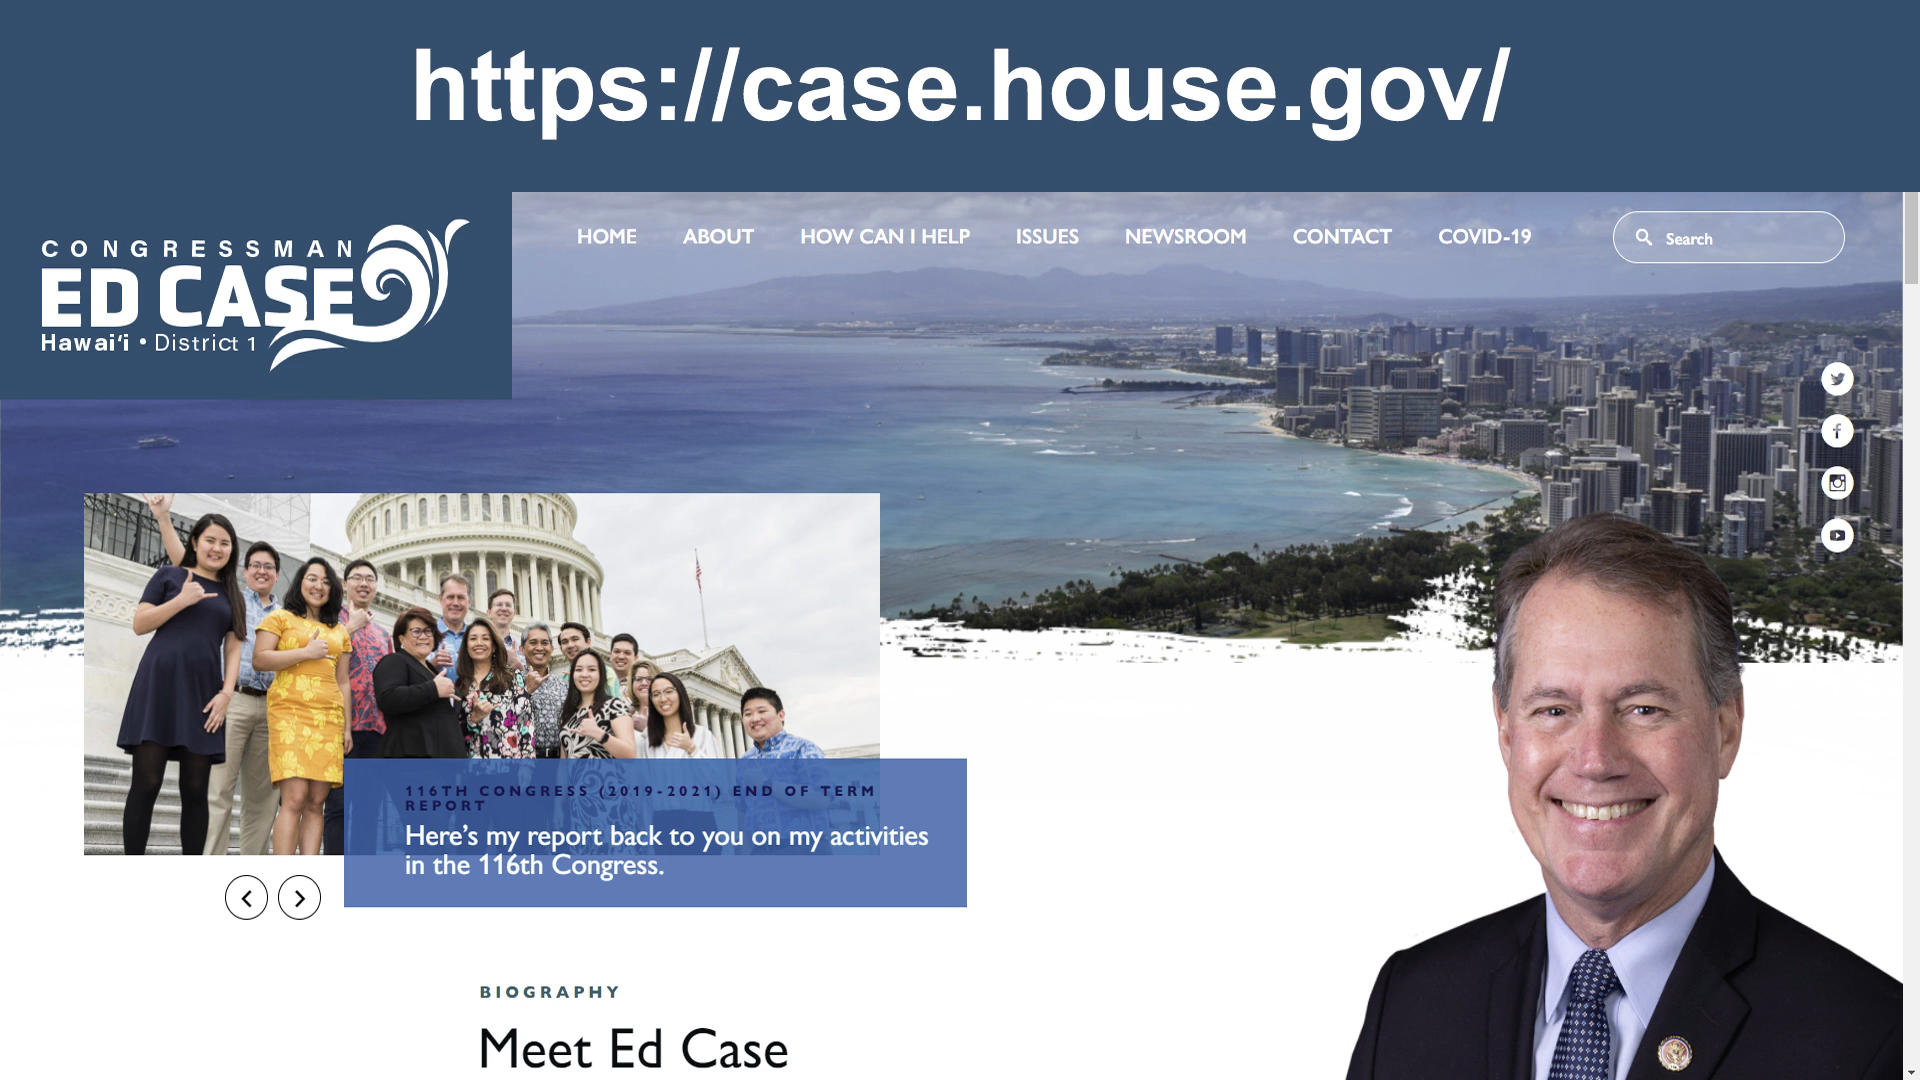 https://case.house.gov/
CONGRESSMAN
ED CASE
Hawai‘i • District 1
HOME ABOUT HOW CAN I HELP ISSUES NEWSROOM CONTACT COVID-19
Search
116TH CONGRESS (2019-2021) END OF TERM
REPORT
Here’s my report back to you on my activities
in the 116th Congress.
BIOGRAPHY
Meet Ed Case